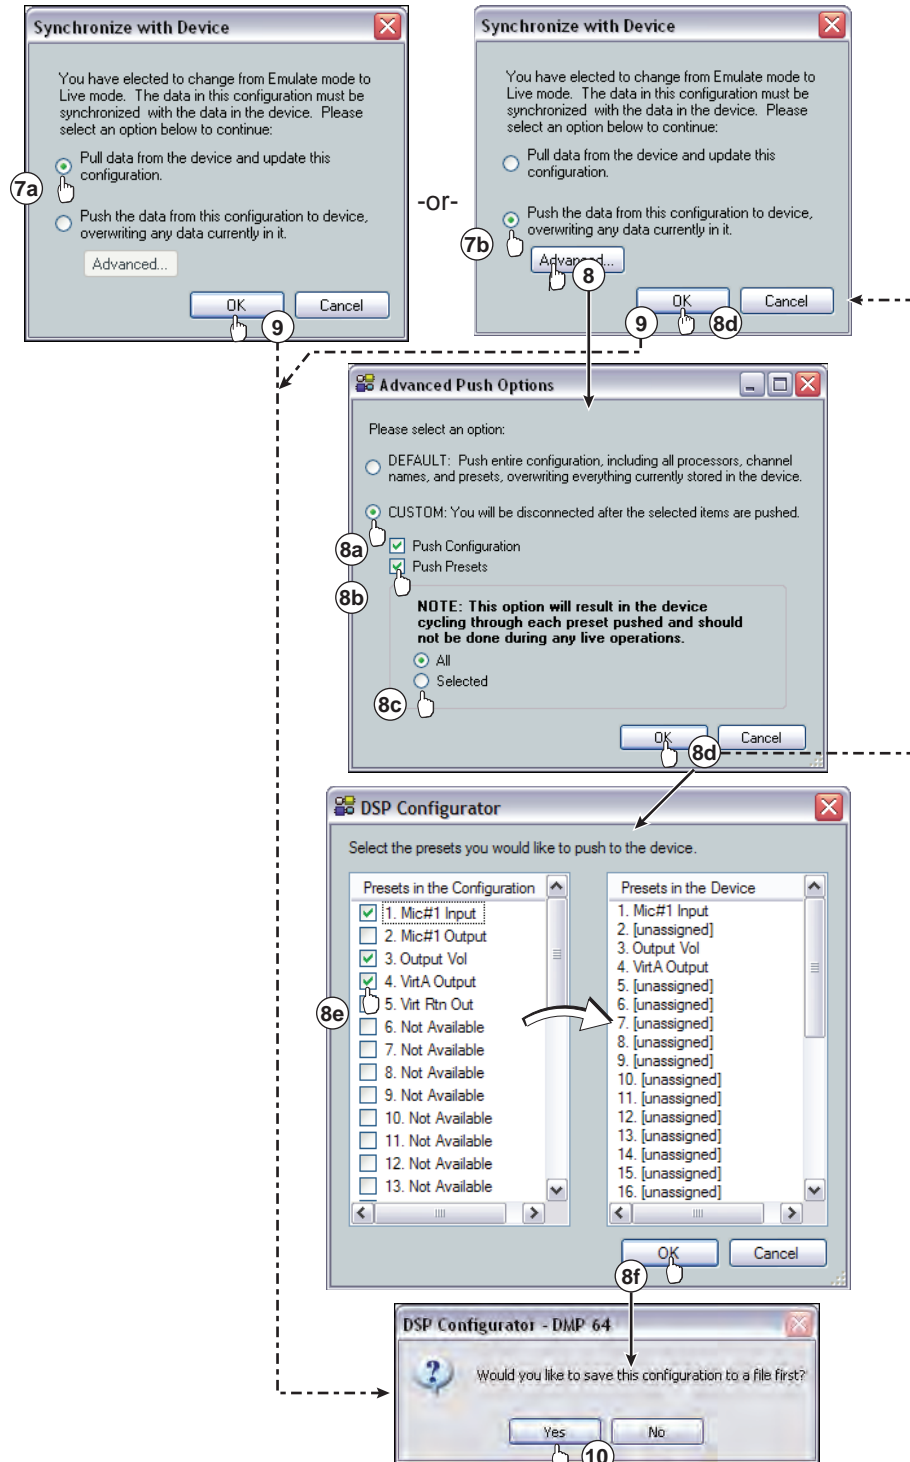 Synchronize with Device
You have elected to change from Emulate mode to
Live mode. The data in this configuration must be
synchronized with the data in the device. Please
select an option below to continue:
Pull data from the device and update this
configuration.
7a
Push the data from this configuration to device,
overwriting any data currently in it.
Advanced...
OK
Cancel
9
-or-
Synchronize with Device
You have elected to change from Emulate mode to
Live mode. The data in this configuration must be
synchronized with the data in the device. Please
select an option below to continue:
Pull data from the device and update this
configuration.
Push the data from this configuration to device,
overwriting any data currently in it.
7b
Advanced...
8
OK
Cancel
9
8d
Advanced Push Options
Please select an option:
DEFAULT: Push entire configuration, including all processors, channel
names, and presets, overwriting everything currently stored in the device.
CUSTOM: You will be disconnected after the selected items are pushed.
8a
Push Configuration
Push Presets
8b
NOTE: This option will result in the device
cycling through each preset pushed and should
not be done during any live operations.
All
Selected
8c
OK
Cancel
8d
DSP Configurator
Select the presets you would like to push to the device.
Presets in the Configuration
1. Mic#1 Input
2. Mic#1 Output
3. Output Vol
4. VirtA Output
5. Virt Rtn Out
6. Not Available
7. Not Available
8. Not Available
9. Not Available
10. Not Available
11. Not Available
12. Not Available
13. Not Available
8e
Presets in the Device
1. Mic#1 Input
2. [unassigned]
3. Output Vol
4. VirtA Output
5. [unassigned]
6. [unassigned]
7. [unassigned]
8. [unassigned]
9. [unassigned]
10. [unassigned]
11. [unassigned]
12. [unassigned]
13. [unassigned]
14. [unassigned]
15. [unassigned]
16. [unassigned]
OK
Cancel
8f
DSP Configurator - DMP 64
Would you like to save this configuration to a file first?
Yes
No
10